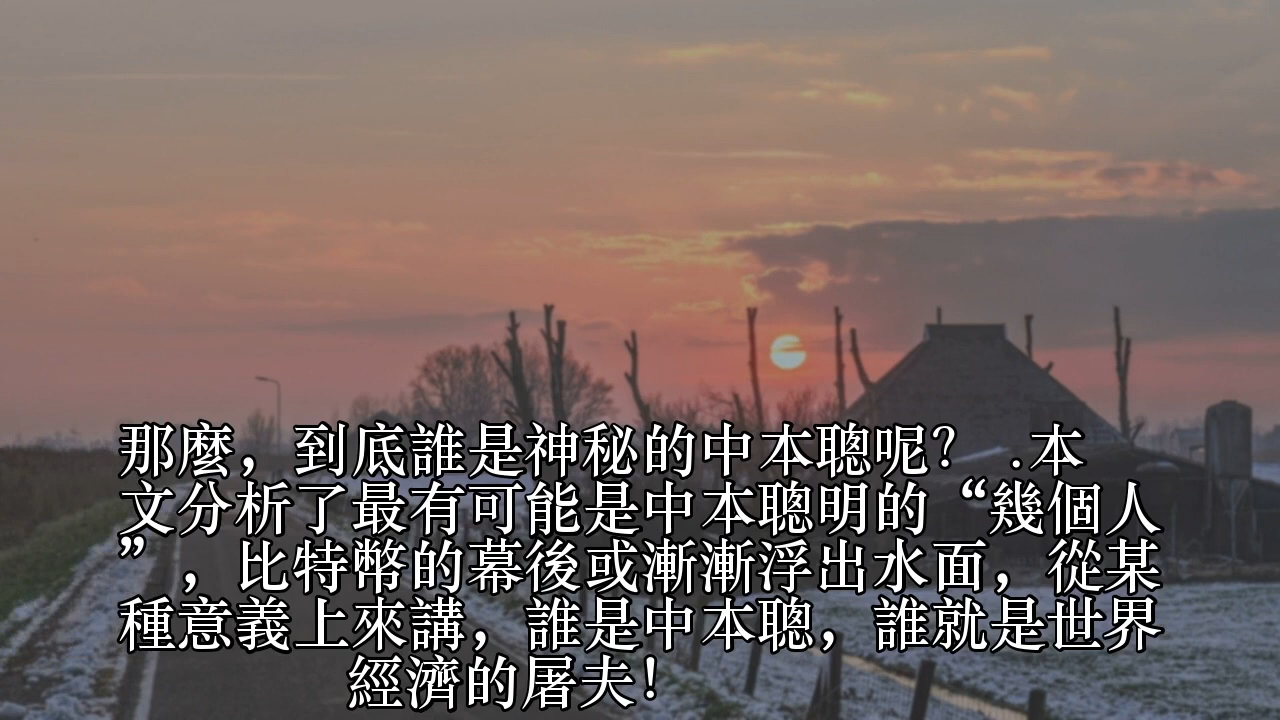 那麼，到底誰是神秘的中本聰呢？ .本
文分析了最有可能是中本聰明的“幾個人
”，比特幣的幕後或漸漸浮出水面，從某
種意義上來講，誰是中本聰，誰就是世界
經濟的屠夫！